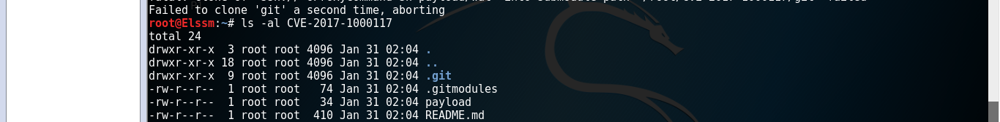 Failed to clone 'git' a second time, aborting
root@Elssm:~# ls -al CVE-2017-1000117
total 24
drwxr-xr-x  3 root root 4096 Jan 31 02:04 .
drwxr-xr-x 18 root root 4096 Jan 31 02:04 ..
drwxr-xr-x  9 root root 4096 Jan 31 02:04 .git
-rw-r--r--  1 root root   74 Jan 31 02:04 .gitmodules
-rw-r--r--  1 root root   34 Jan 31 02:04 payload
-rw-r--r--  1 root root  410 Jan 31 02:04 README.md